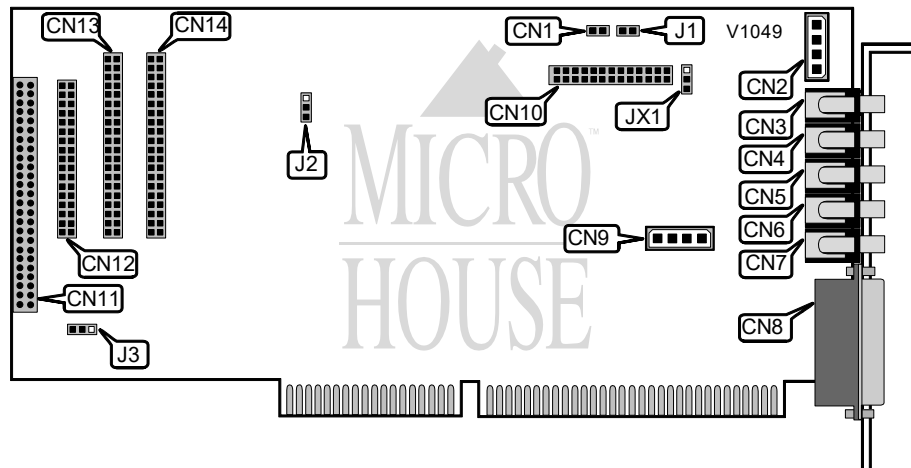 CN13
CN14
CN1
J1
V1049
CN2
CN10
JX1
CN3
J2
CN4
MICRO
HOUSE
™
CN5
CN6
CN9
CN7
CN12
CN11
CN8
J3